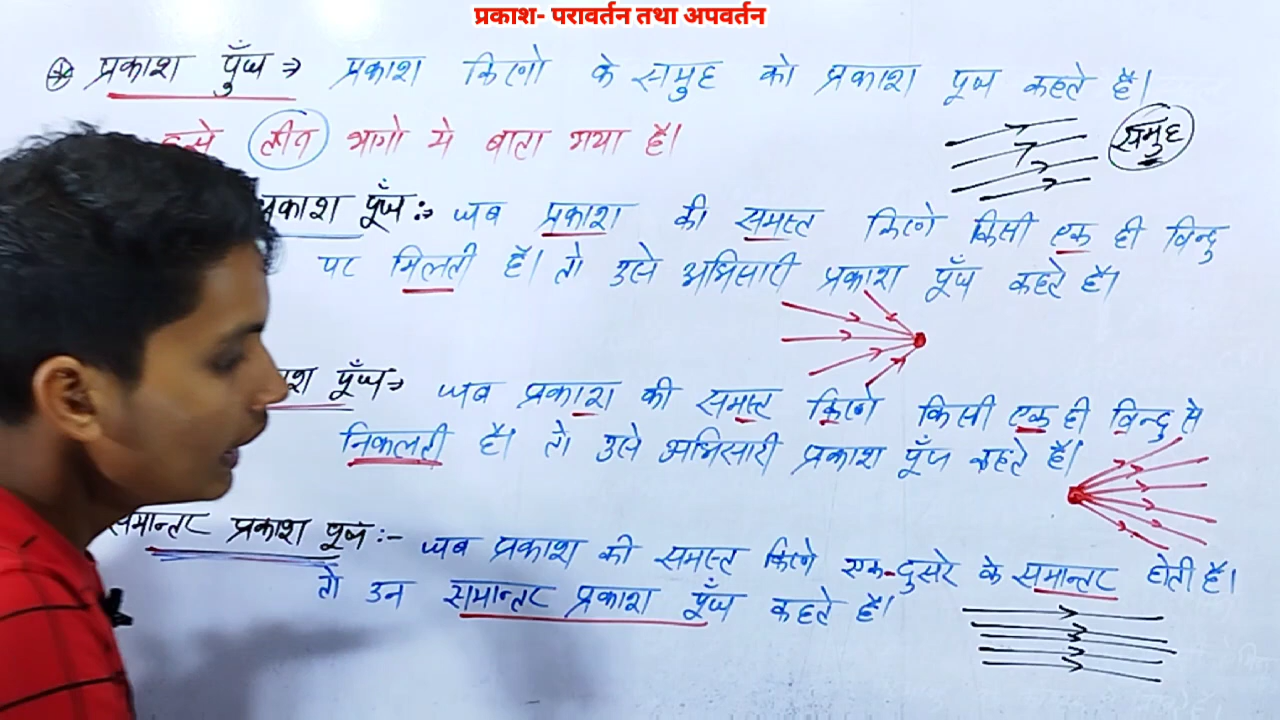 प्रकाश- परावर्तन तथा अपवर्तन
प्रकाश पुँज → प्रकाश किरणो के समुह को प्रकाश पूंज कहते है।
इसे तीन भागो मे बाटा गया है।
समुह
प्रकाश पूँज :→ जब प्रकाश की समस्त किरणे किसी एक ही विन्दु
पर मिलती है। तो उसे अभिसारी प्रकाश पूँज कहते है।
पूँज → जब प्रकाश की समस्त किरणे किसी एक ही विन्दु से
निकलती है। तो उसे अभिसारी प्रकाश पूँज कहते है।
समान्तर प्रकाश पूंज :- जब प्रकाश की समस्त किरणे एक-दुसरे के समान्तर होती है।
तो उन समान्तर प्रकाश पूँज कहते है।